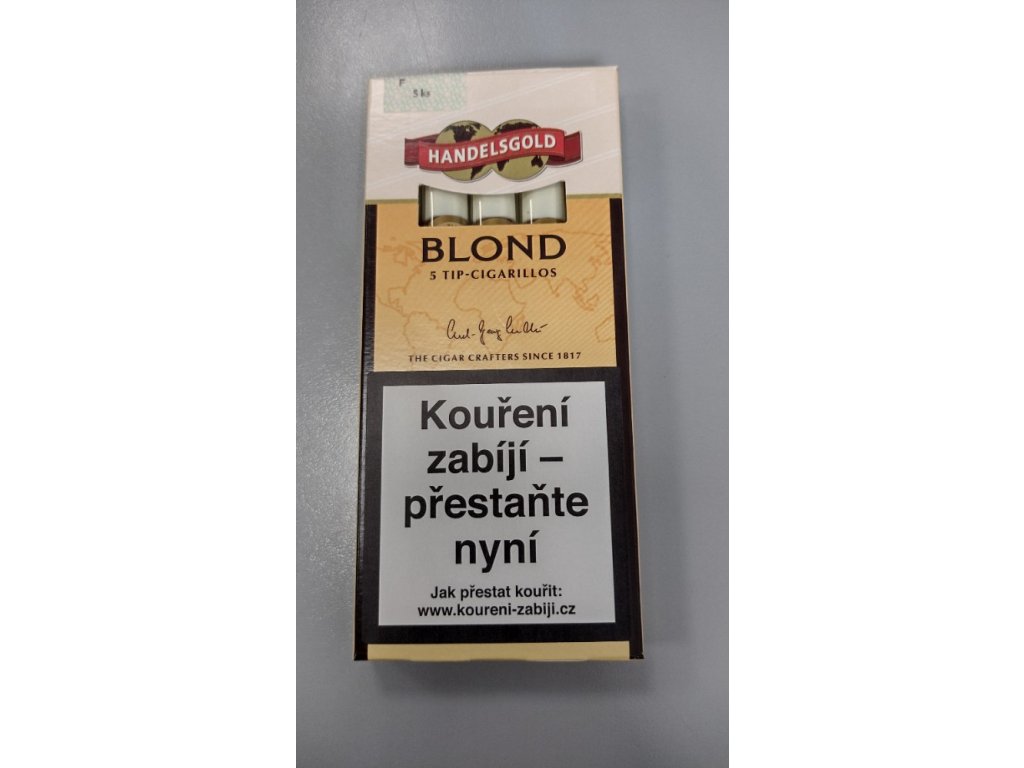 F
5 ks
HANDELSGOLD
BLOND
5 TIP-CIGARILLOS
THE CIGAR CRAFTERS SINCE 1817
Kouření
zabíjí –
přestaňte
nyní
Jak přestat kouřit:
www.koureni-zabiji.cz